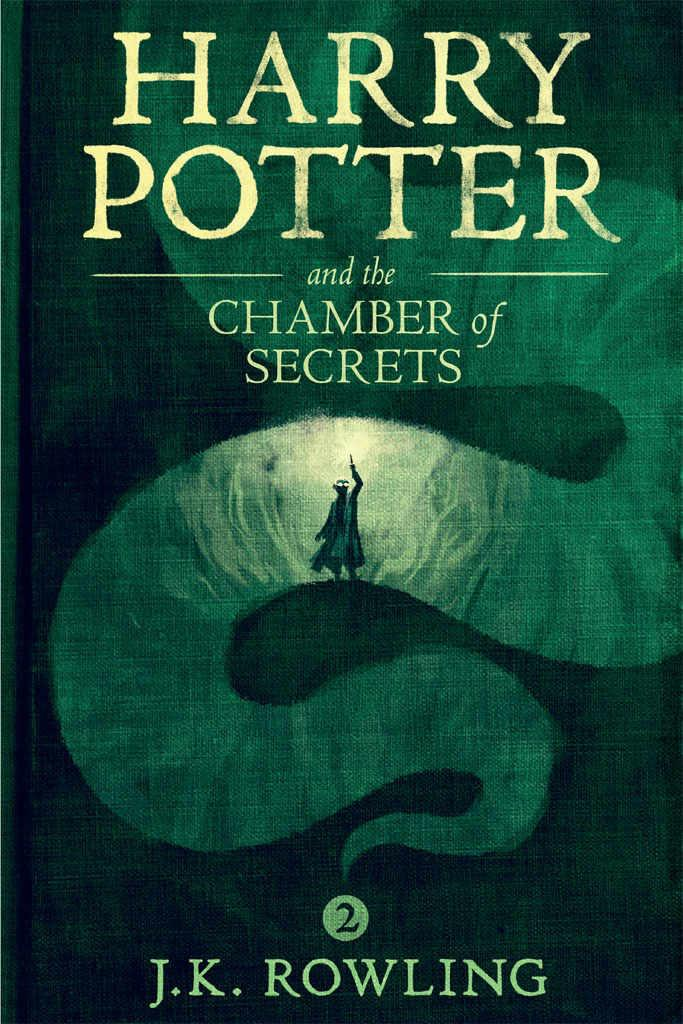 HARRY
POTTER
and the
CHAMBER of
SECRETS
2
J.K. ROWLING